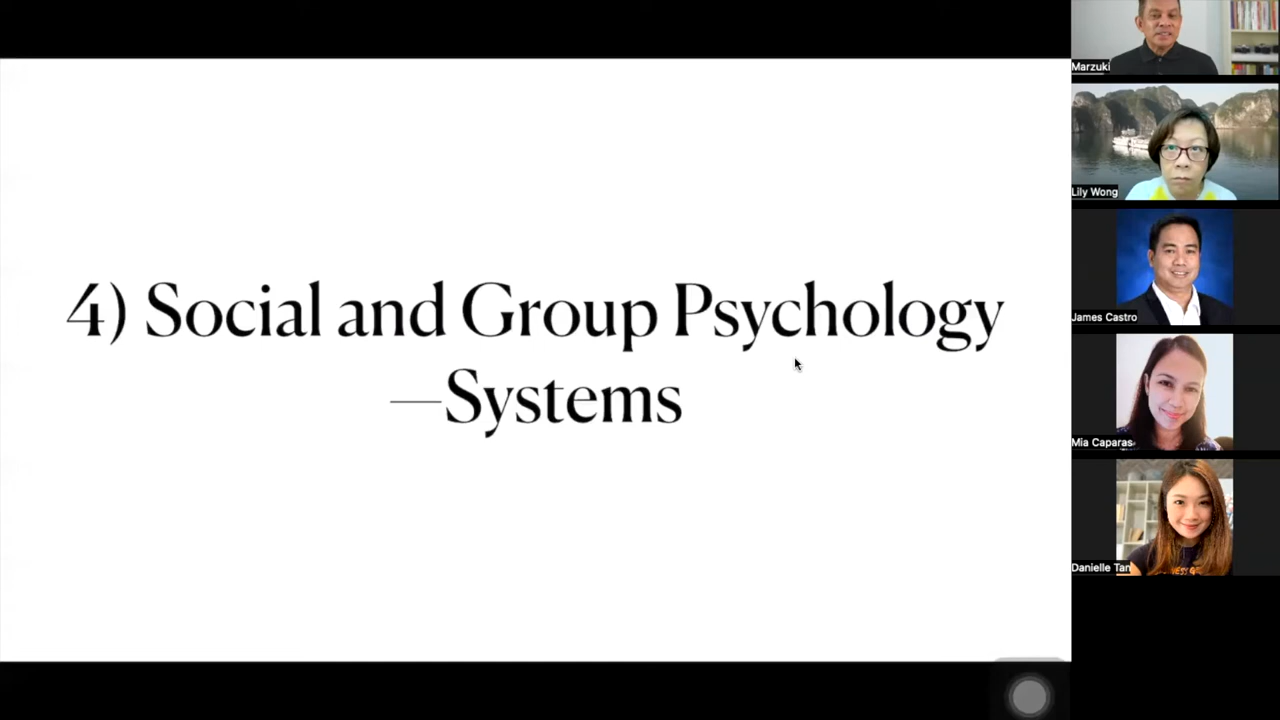 4) Social and Group Psychology
—Systems
Marzuki
Lily Wong
James Castro
Mia Caparas
Danielle Tan